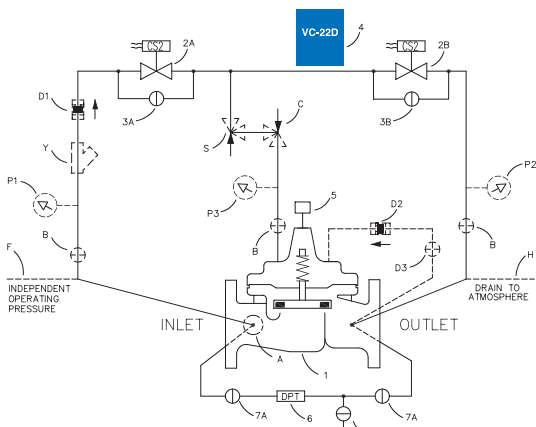 VC-22D
4
CS2
2A
CS2
2B
D1
3A
C
3B
S
Y
P1
P2
P3
5
D2
B
B
B
D3
F
H
INDEPENDENT
OPERATING
PRESSURE
DRAIN TO
ATMOSPHERE
INLET
OUTLET
A
1
7A
DPT
6
7A